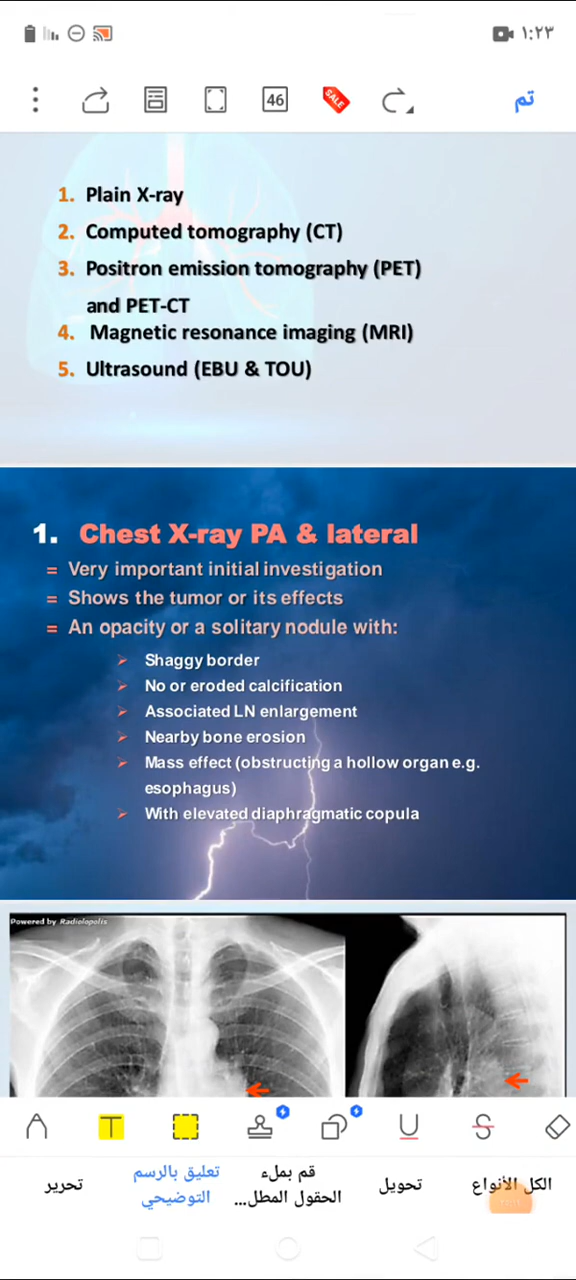 ١:٢٣
46
SALE
تم
1. Plain X-ray
2. Computed tomography (CT)
3. Positron emission tomography (PET)
and PET-CT
4. Magnetic resonance imaging (MRI)
5. Ultrasound (EBU & TOU)
1. Chest X-ray PA & lateral
= Very important initial investigation
= Shows the tumor or its effects
= An opacity or a solitary nodule with:
➢ Shaggy border
➢ No or eroded calcification
➢ Associated LN enlargement
➢ Nearby bone erosion
➢ Mass effect (obstructing a hollow organ e.g.
esophagus)
➢ With elevated diaphragmatic copula
Powered by Radiolopolis
T
U
S
الكل الأنواع
تحويل
قم بملء
الحقول المطل...
تعليق بالرسم
التوضيحي
تحرير